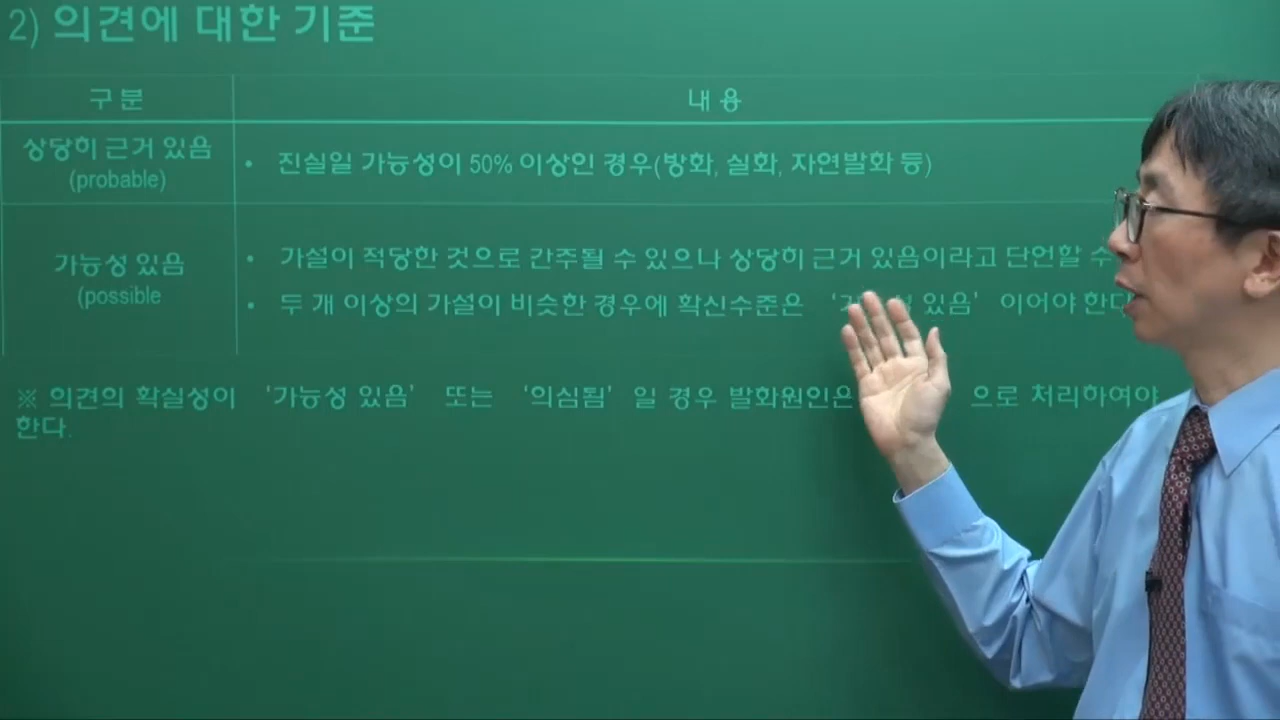 2) 의견에 대한 기준
구 분
내 용
상당히 근거 있음
(probable)
• 진실일 가능성이 50% 이상인 경우(방화, 실화, 자연발화 등)
가능성 있음
(possible
• 가설이 적당한 것으로 간주될 수 있으나 상당히 근거 있음이라고 단언할 수
• 두 개 이상의 가설이 비슷한 경우에 확신수준은 있음’ 이어야 한다
※ 의견의 확실성이 ‘가능성 있음’ 또는 ‘의심됨’ 일 경우 발화원인은 으로 처리하여야
한다.